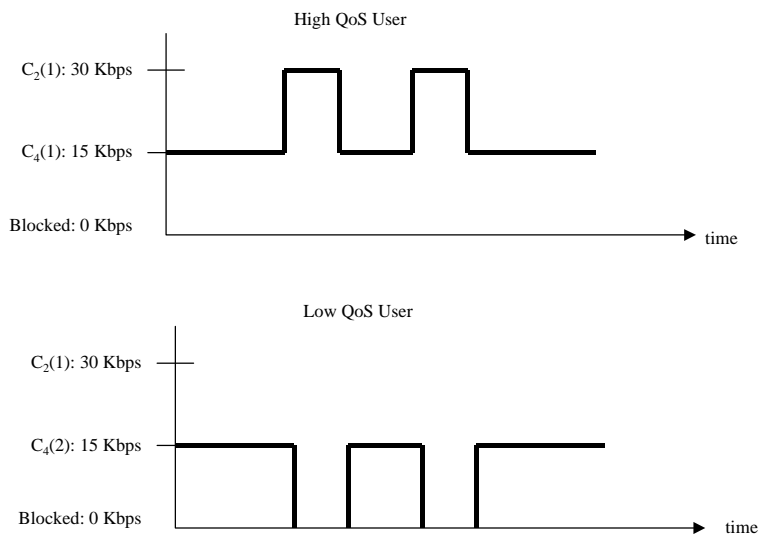 High QoS User
C₂(1): 30 Kbps
C₄(1): 15 Kbps
Blocked: 0 Kbps
time
Low QoS User
C₂(1): 30 Kbps
C₄(2): 15 Kbps
Blocked: 0 Kbps
time